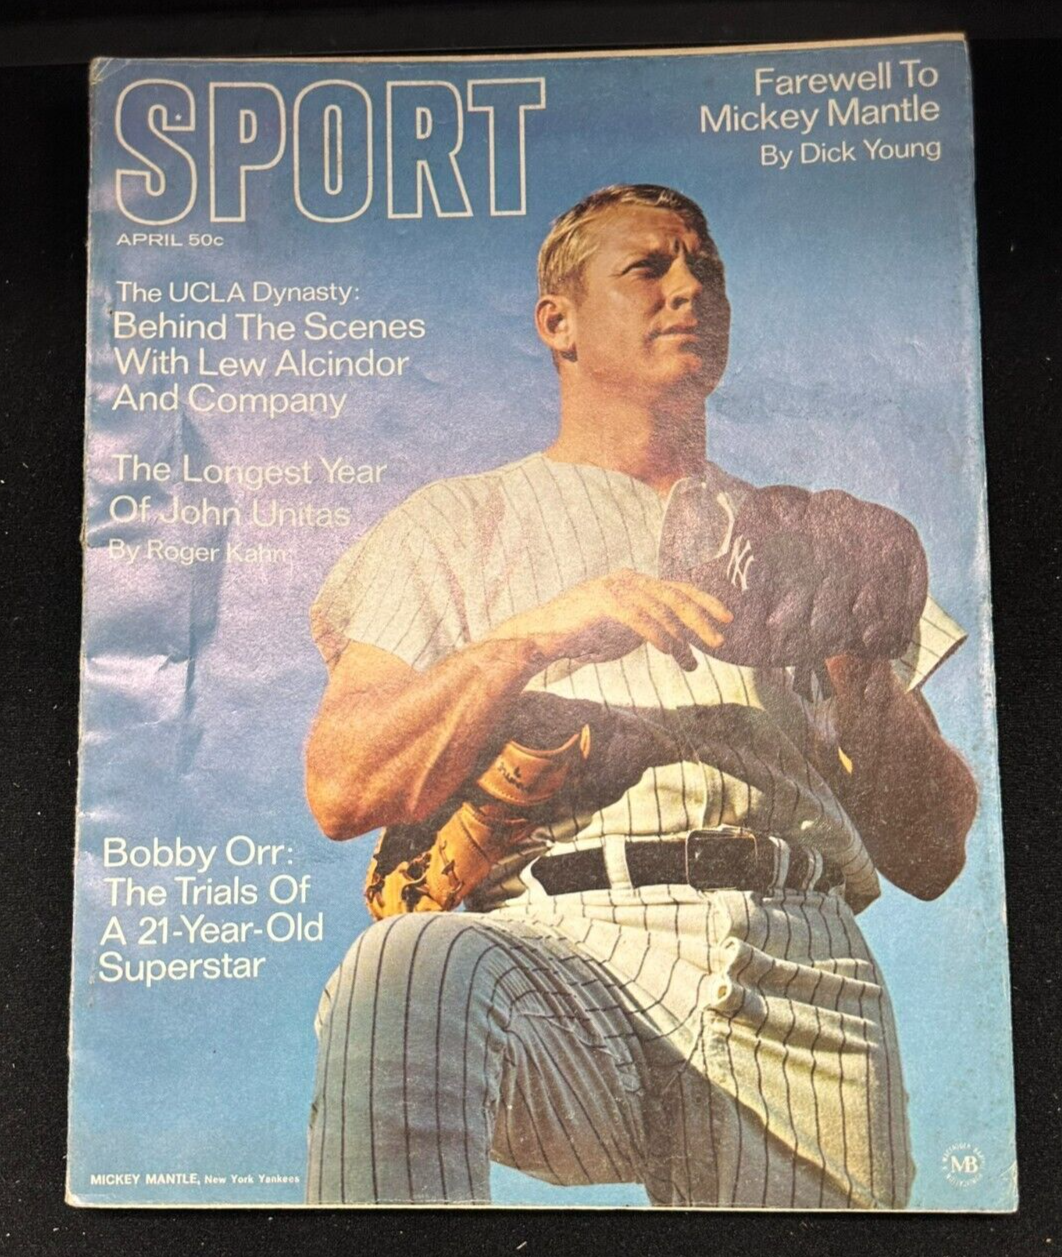 SPORT
APRIL 50c
Farewell To
Mickey Mantle
By Dick Young
The UCLA Dynasty:
Behind The Scenes
With Lew Alcindor
And Company
The Longest Year
Of John Unitas
By Roger Kahn
NY
Bobby Orr:
The Trials Of
A 21-Year-Old
Superstar
MICKEY MANTLE, New York Yankees
MB